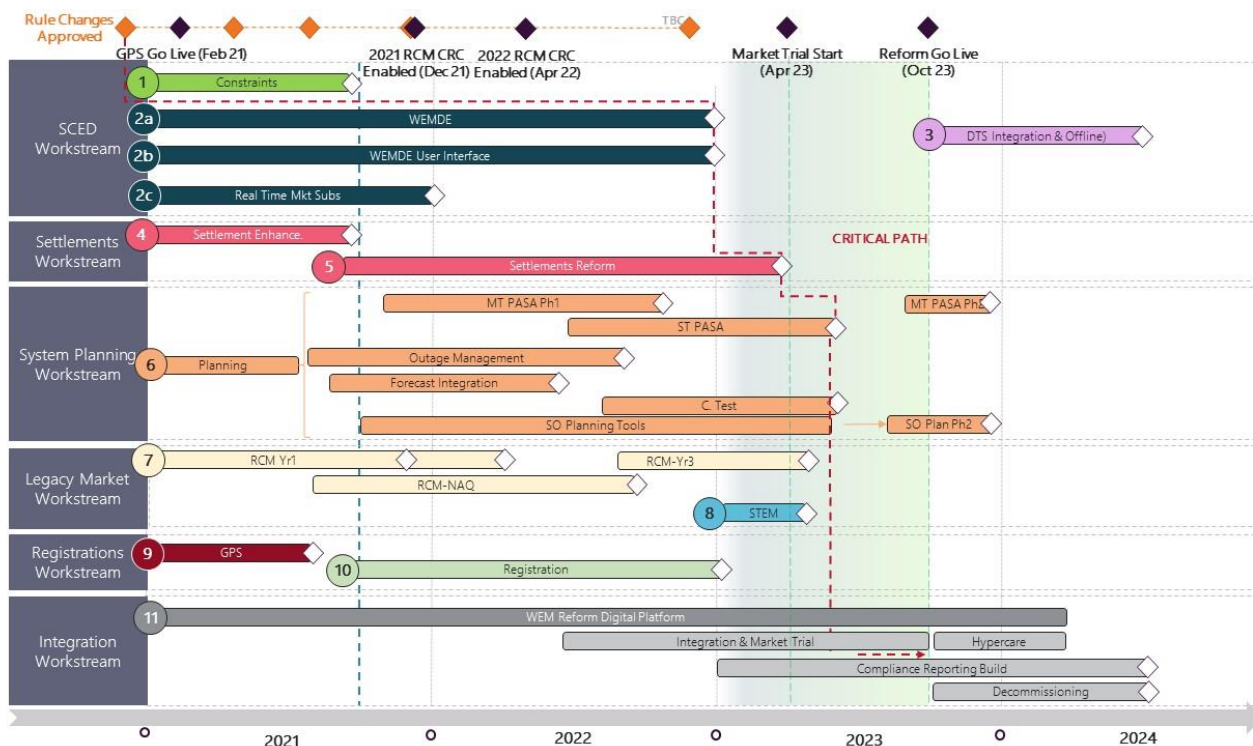 Rule Changes
Approved
TBC
GPS Go Live (Feb 21)
2021 RCM CRC
Enabled (Dec 21)
2022 RCM CRC
Enabled (Apr 22)
Market Trial Start
(Apr 23)
Reform Go Live
(Oct 23)
SCED
Workstream
1
Constraints
2a
WEMDE
2b
WEMDE User Interface
2c
Real Time Mkt Subs
3
DTS Integration & Offline)
Settlements
Workstream
4
Settlement Enhance.
CRITICAL PATH
5
Settlements Reform
System Planning
Workstream
MT PASA Ph1
MT PASA Ph2
ST PASA
6
Planning
Outage Management
Forecast Integration
C. Test
SO Planning Tools
SO Plan Ph2
Legacy Market
Workstream
7
RCM Yr1
RCM-Yr3
RCM-NAQ
8
STEM
Registrations
Workstream
9
GPS
10
Registration
Integration
Workstream
11
WEM Reform Digital Platform
Integration & Market Trial
Hypercare
Compliance Reporting Build
Decommissioning
2021
2022
2023
2024